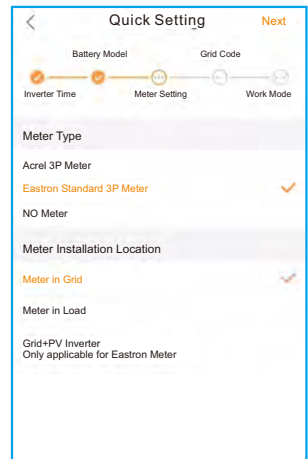 Quick Setting
Next
Battery Model
Grid Code
Inverter Time
Meter Setting
Work Mode
Meter Type
Acrel 3P Meter
Eastron Standard 3P Meter
NO Meter
Meter Installation Location
Meter in Grid
Meter in Load
Grid+PV Inverter
Only applicable for Eastron Meter